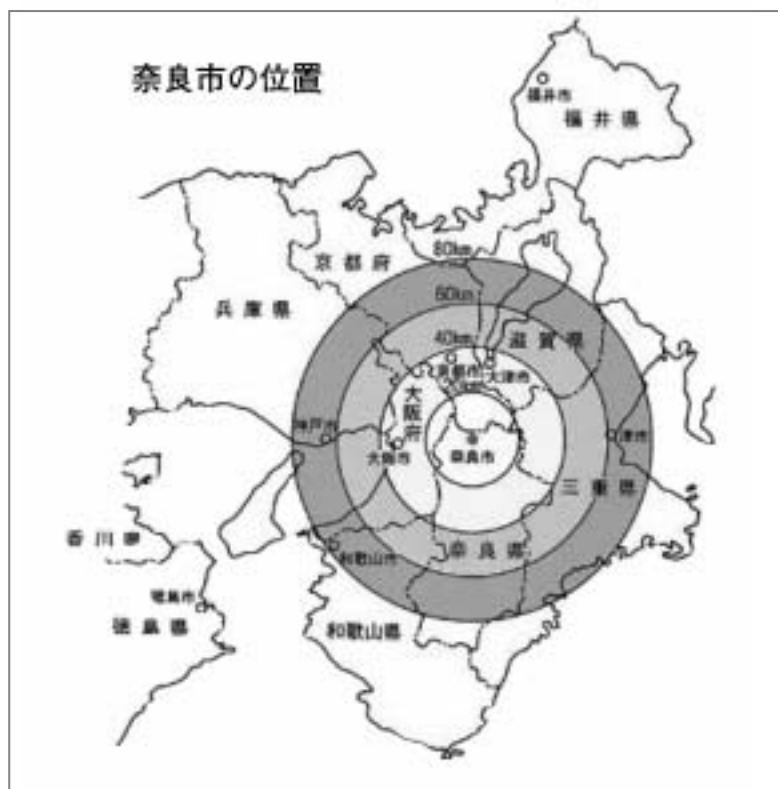 奈良市の位置
福井市
福井県
京都府
80km
兵庫県
60km
40km
滋賀県
京都市
大津市
大阪府
神戸市
津市
大阪市
奈良市
三重県
香川県
奈良県
和歌山市
徳島市
徳島県
和歌山県